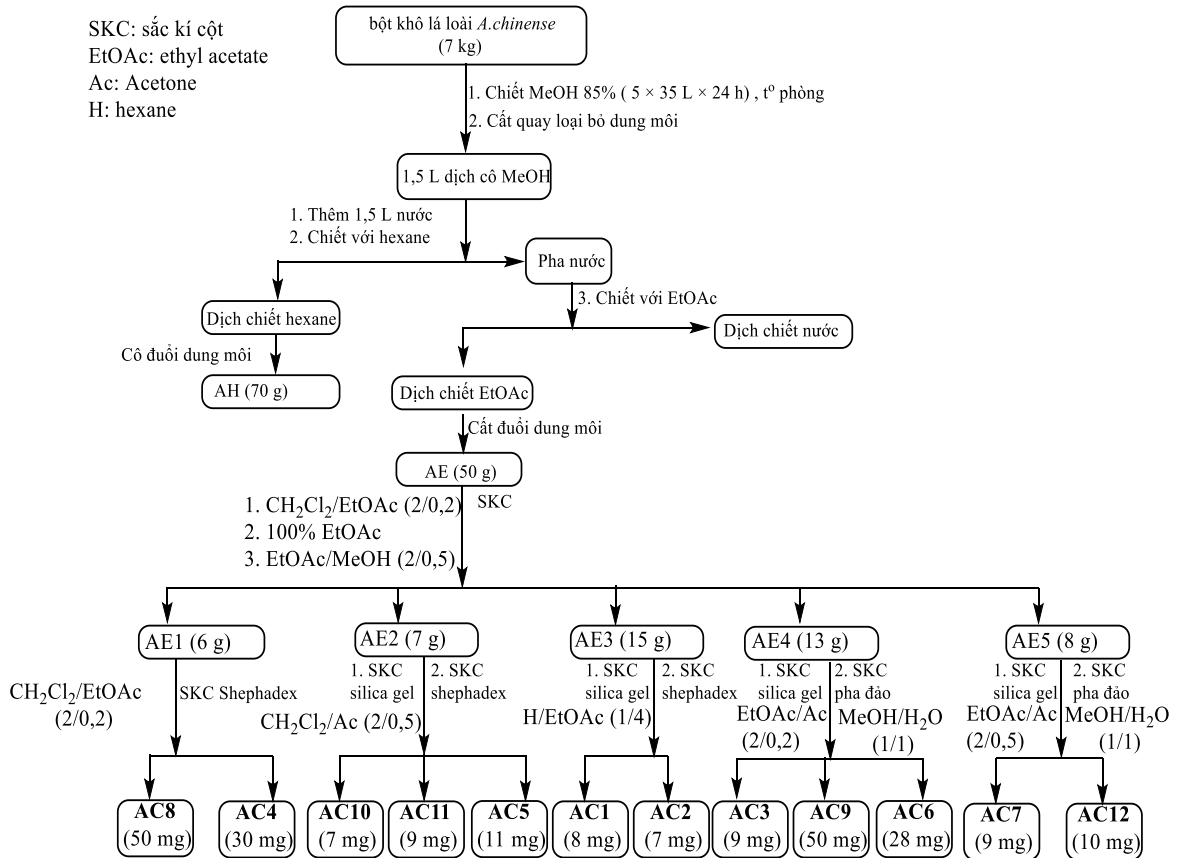 SKC: sắc kí cột
EtOAc: ethyl acetate
Ac: Acetone
H: hexane
bột khô lá loài A.chinense
(7 kg)
1. Chiết MeOH 85% ( 5 × 35 L × 24 h) , tº phòng
2. Cất quay loại bỏ dung môi
1,5 L dịch cô MeOH
1. Thêm 1,5 L nước
2. Chiết với hexane
Pha nước
3. Chiết với EtOAc
Dịch chiết hexane
Dịch chiết nước
Cô đuổi dung môi
AH (70 g)
Dịch chiết EtOAc
Cất đuổi dung môi
AE (50 g)
SKC
1. CH₂Cl₂/EtOAc (2/0,2)
2. 100% EtOAc
3. EtOAc/MeOH (2/0,5)
AE1 (6 g)
AE2 (7 g)
AE3 (15 g)
AE4 (13 g)
AE5 (8 g)
CH₂Cl₂/EtOAc
(2/0,2)
SKC Shephadex
1. SKC
silica gel
CH₂Cl₂/Ac (2/0,5)
2. SKC
shephadex
1. SKC
silica gel
H/EtOAc (1/4)
2. SKC
shephadex
1. SKC
silica gel
EtOAc/Ac
(2/0,2)
2. SKC
pha đảo
MeOH/H₂O
(1/1)
1. SKC
silica gel
EtOAc/Ac
(2/0,5)
2. SKC
pha đảo
MeOH/H₂O
(1/1)
AC8
(50 mg)
AC4
(30 mg)
AC10
(7 mg)
AC11
(9 mg)
AC5
(11 mg)
AC1
(8 mg)
AC2
(7 mg)
AC3
(9 mg)
AC9
(50 mg)
AC6
(28 mg)
AC7
(9 mg)
AC12
(10 mg)